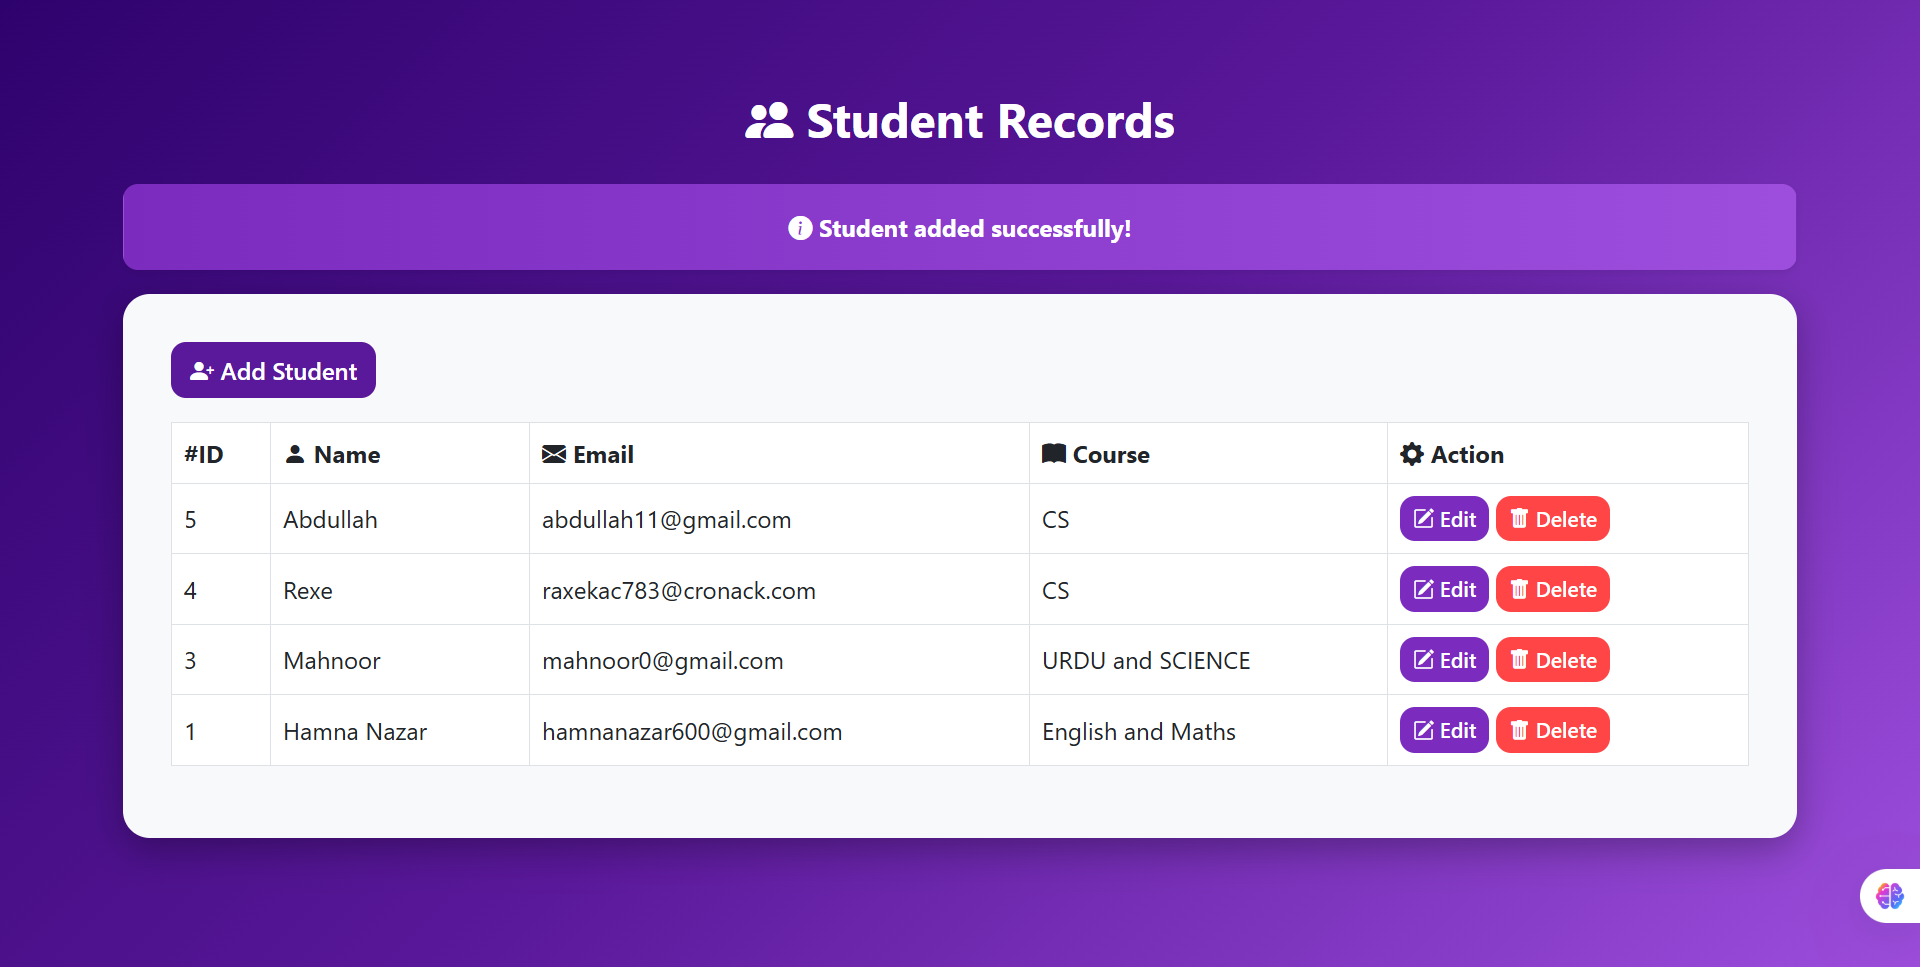 Student Records
Student added successfully!
Add Student
#ID Name Email Course Action
5 Abdullah abdullah11@gmail.com CS Edit Delete
4 Rexe raxekac783@cronack.com CS Edit Delete
3 Mahnoor mahnoor0@gmail.com URDU and SCIENCE Edit Delete
1 Hamna Nazar hamnanazar600@gmail.com English and Maths Edit Delete